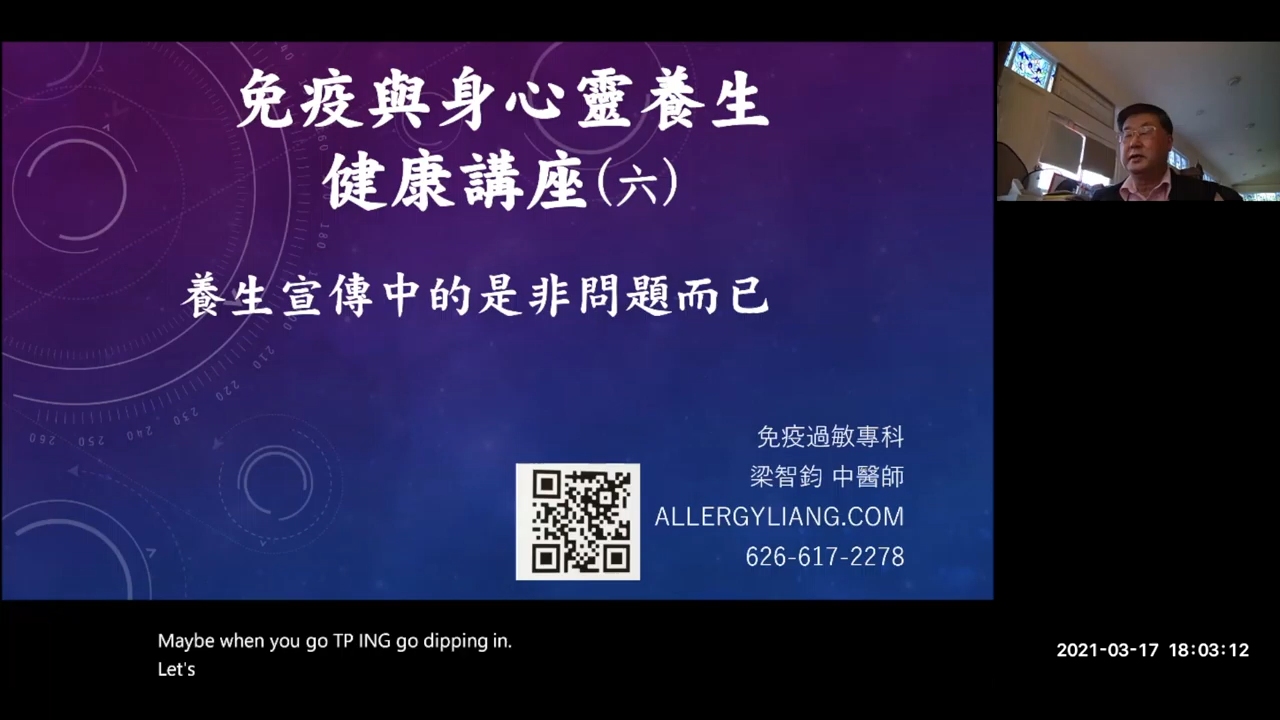 免疫與身心靈養生
健康講座(六)
養生宣傳中的是非問題而已
免疫過敏專科
梁智鈞 中醫師
ALLERGYLIANG.COM
626-617-2278
Maybe when you go TP ING go dipping in.
Let's
2021-03-17 18:03:12